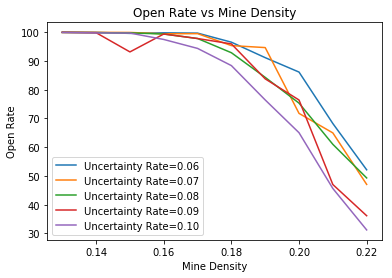 Open Rate vs Mine Density
Open Rate
100
90
80
70
60
50
40
30
Uncertainty Rate=0.06
Uncertainty Rate=0.07
Uncertainty Rate=0.08
Uncertainty Rate=0.09
Uncertainty Rate=0.10
0.14 0.16 0.18 0.20 0.22
Mine Density